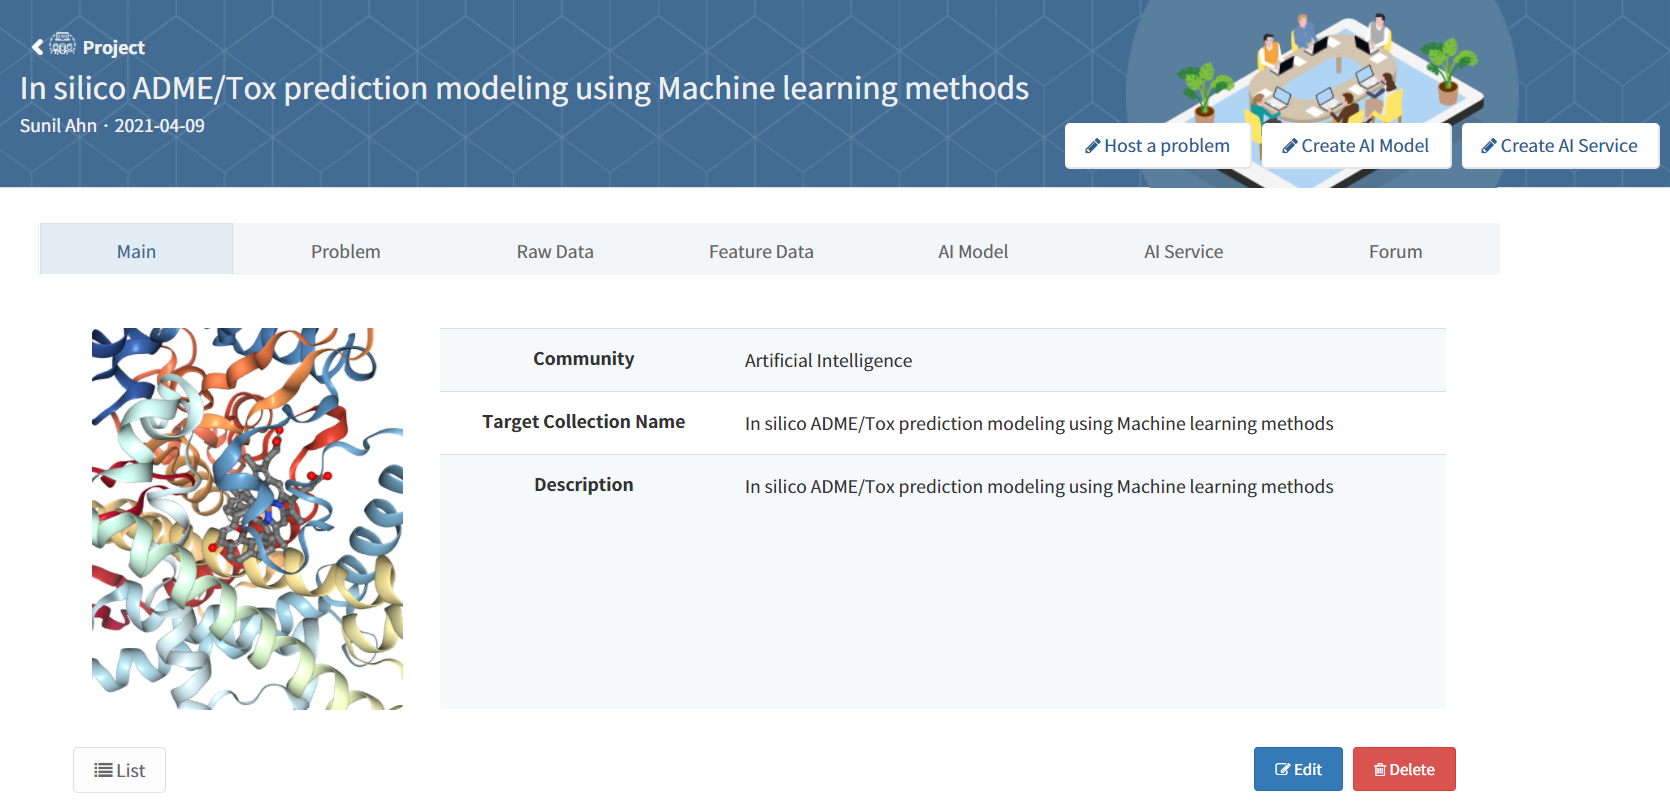 Project
In silico ADME/Tox prediction modeling using Machine learning methods
Sunil Ahn · 2021-04-09
Host a problem
Create AI Model
Create AI Service
Main
Problem
Raw Data
Feature Data
AI Model
AI Service
Forum
Community
Artificial Intelligence
Target Collection Name
In silico ADME/Tox prediction modeling using Machine learning methods
Description
In silico ADME/Tox prediction modeling using Machine learning methods
List
Edit
Delete